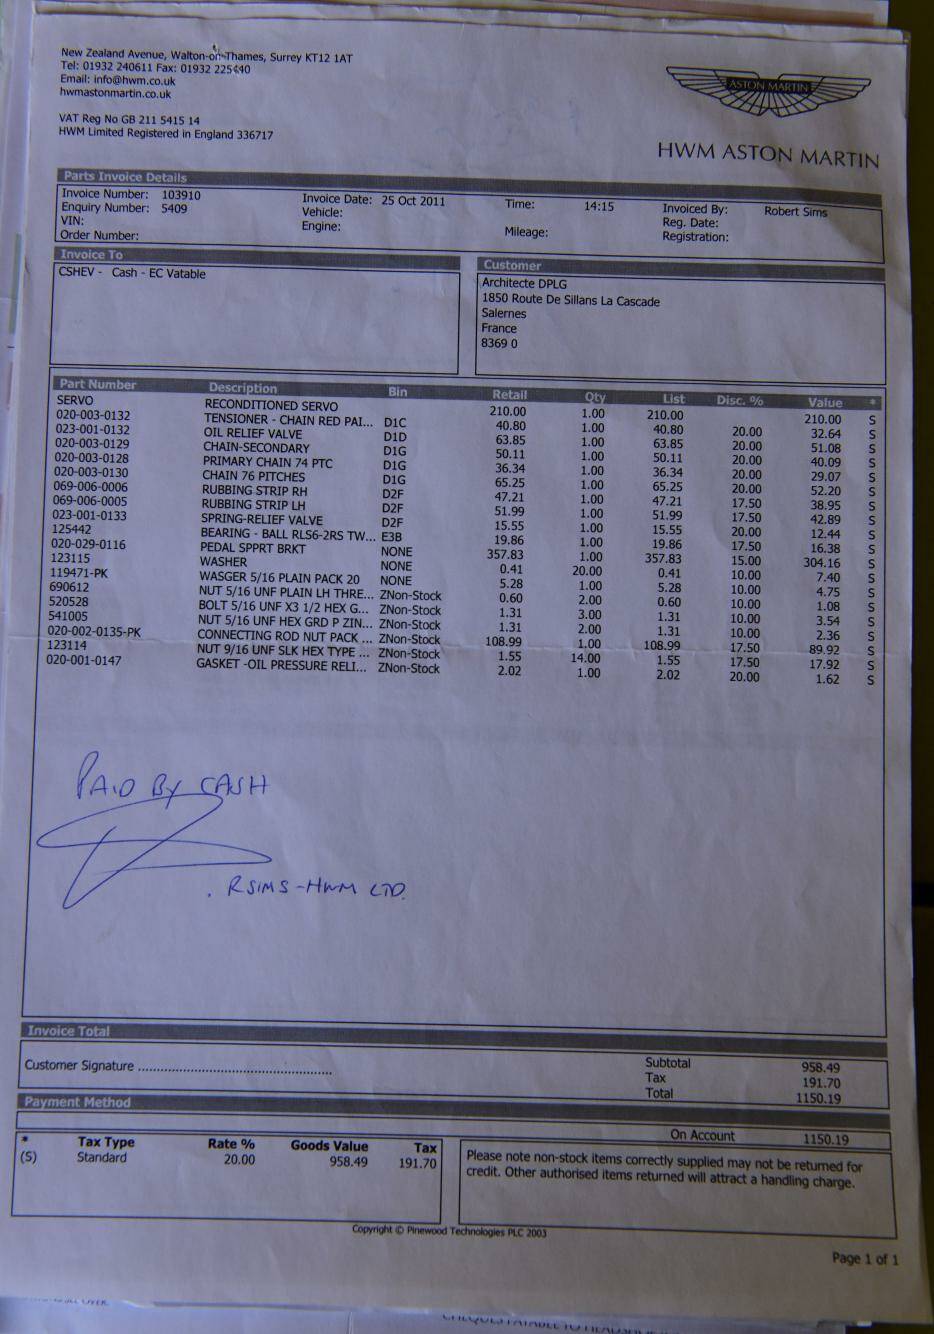 New Zealand Avenue, Walton-on-Thames, Surrey KT12 1AT
Tel: 01932 240611 Fax: 01932 225440
Email: info@hwm.co.uk
hwmastonmartin.co.uk
ASTON MARTIN
VAT Reg No GB 211 5415 14
HWM Limited Registered in England 336717
HWM ASTON MARTIN
Parts Invoice Details
Invoice Number: 103910 Invoice Date: 25 Oct 2011 Time: 14:15 Invoiced By: Robert Sims
Enquiry Number: 5409 Vehicle: Reg. Date:
VIN: Engine: Mileage: Registration:
Order Number:
Invoice To
CSHEV - Cash - EC Vatable
Customer
Architecte DPLG
1850 Route De Sillans La Cascade
Salernes
France
8369 0
Part Number Description Bin Retail Qty List Disc. % Value *
SERVO RECONDITIONED SERVO 210.00 1.00 210.00 210.00 S
020-003-0132 TENSIONER - CHAIN RED PAI... D1C 40.80 1.00 40.80 20.00 32.64 S
023-001-0132 OIL RELIEF VALVE D1D 63.85 1.00 63.85 20.00 51.08 S
020-003-0129 CHAIN-SECONDARY D1G 50.11 1.00 50.11 20.00 40.09 S
020-003-0128 PRIMARY CHAIN 74 PTC D1G 36.34 1.00 36.34 20.00 29.07 S
020-003-0130 CHAIN 76 PITCHES D1G 65.25 1.00 65.25 20.00 52.20 S
069-006-0006 RUBBING STRIP RH D2F 47.21 1.00 47.21 17.50 38.95 S
069-006-0005 RUBBING STRIP LH D2F 51.99 1.00 51.99 17.50 42.89 S
023-001-0133 SPRING-RELIEF VALVE D2F 15.55 1.00 15.55 20.00 12.44 S
125442 BEARING - BALL RLS6-2RS TW... E3B 19.86 1.00 19.86 17.50 16.38 S
020-029-0116 PEDAL SPPRT BRKT NONE 357.83 1.00 357.83 15.00 304.16 S
123115 WASHER NONE 0.41 20.00 0.41 10.00 7.40 S
119471-PK WASGER 5/16 PLAIN PACK 20 NONE 5.28 1.00 5.28 10.00 4.75 S
690612 NUT 5/16 UNF PLAIN LH THRE... ZNon-Stock 0.60 2.00 0.60 10.00 1.08 S
520528 BOLT 5/16 UNF X3 1/2 HEX G... ZNon-Stock 1.31 3.00 1.31 10.00 3.54 S
541005 NUT 5/16 UNF HEX GRD P ZIN... ZNon-Stock 1.31 2.00 1.31 10.00 2.36 S
020-002-0135-PK CONNECTING ROD NUT PACK ... ZNon-Stock 108.99 1.00 108.99 17.50 89.92 S
123114 NUT 9/16 UNF SLK HEX TYPE ... ZNon-Stock 1.55 14.00 1.55 17.50 17.92 S
020-001-0147 GASKET -OIL PRESSURE RELI... ZNon-Stock 2.02 1.00 2.02 20.00 1.62 S
PAID BY CASH
. RSIMS-HWM LTD.
Invoice Total
Customer Signature ....................................................
Subtotal 958.49
Tax 191.70
Total 1150.19
Payment Method
On Account 1150.19
* Tax Type Rate % Goods Value Tax
(S) Standard 20.00 958.49 191.70
Please note non-stock items correctly supplied may not be returned for
credit. Other authorised items returned will attract a handling charge.
Copyright © Pinewood Technologies PLC 2003
Page 1 of 1